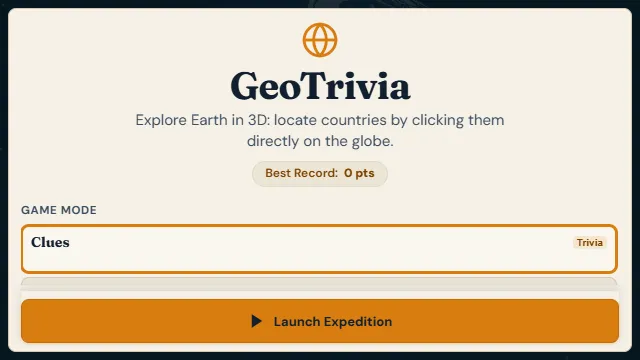 GeoTrivia
Explore Earth in 3D: locate countries by clicking them
directly on the globe.
Best Record: 0 pts
GAME MODE
Clues
Trivia
Launch Expedition